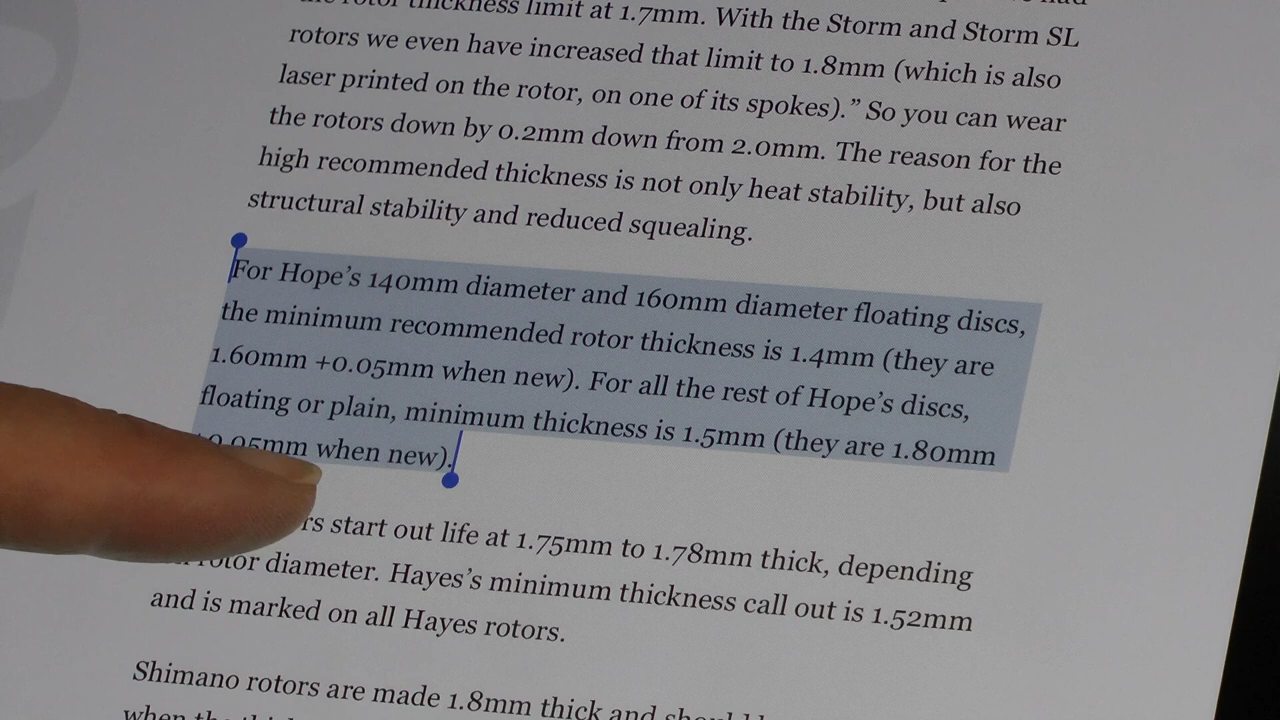 rotor thickness limit at 1.7mm. With the Storm and Storm SL
rotors we even have increased that limit to 1.8mm (which is also
laser printed on the rotor, on one of its spokes).” So you can wear
the rotors down by 0.2mm down from 2.0mm. The reason for the
high recommended thickness is not only heat stability, but also
structural stability and reduced squealing.
For Hope’s 140mm diameter and 160mm diameter floating discs,
the minimum recommended rotor thickness is 1.4mm (they are
1.60mm +0.05mm when new). For all the rest of Hope’s discs,
floating or plain, minimum thickness is 1.5mm (they are 1.80mm
0.05mm when new).
start out life at 1.75mm to 1.78mm thick, depending
rotor diameter. Hayes’s minimum thickness call out is 1.52mm
and is marked on all Hayes rotors.
Shimano rotors are made 1.8mm thick and
when the